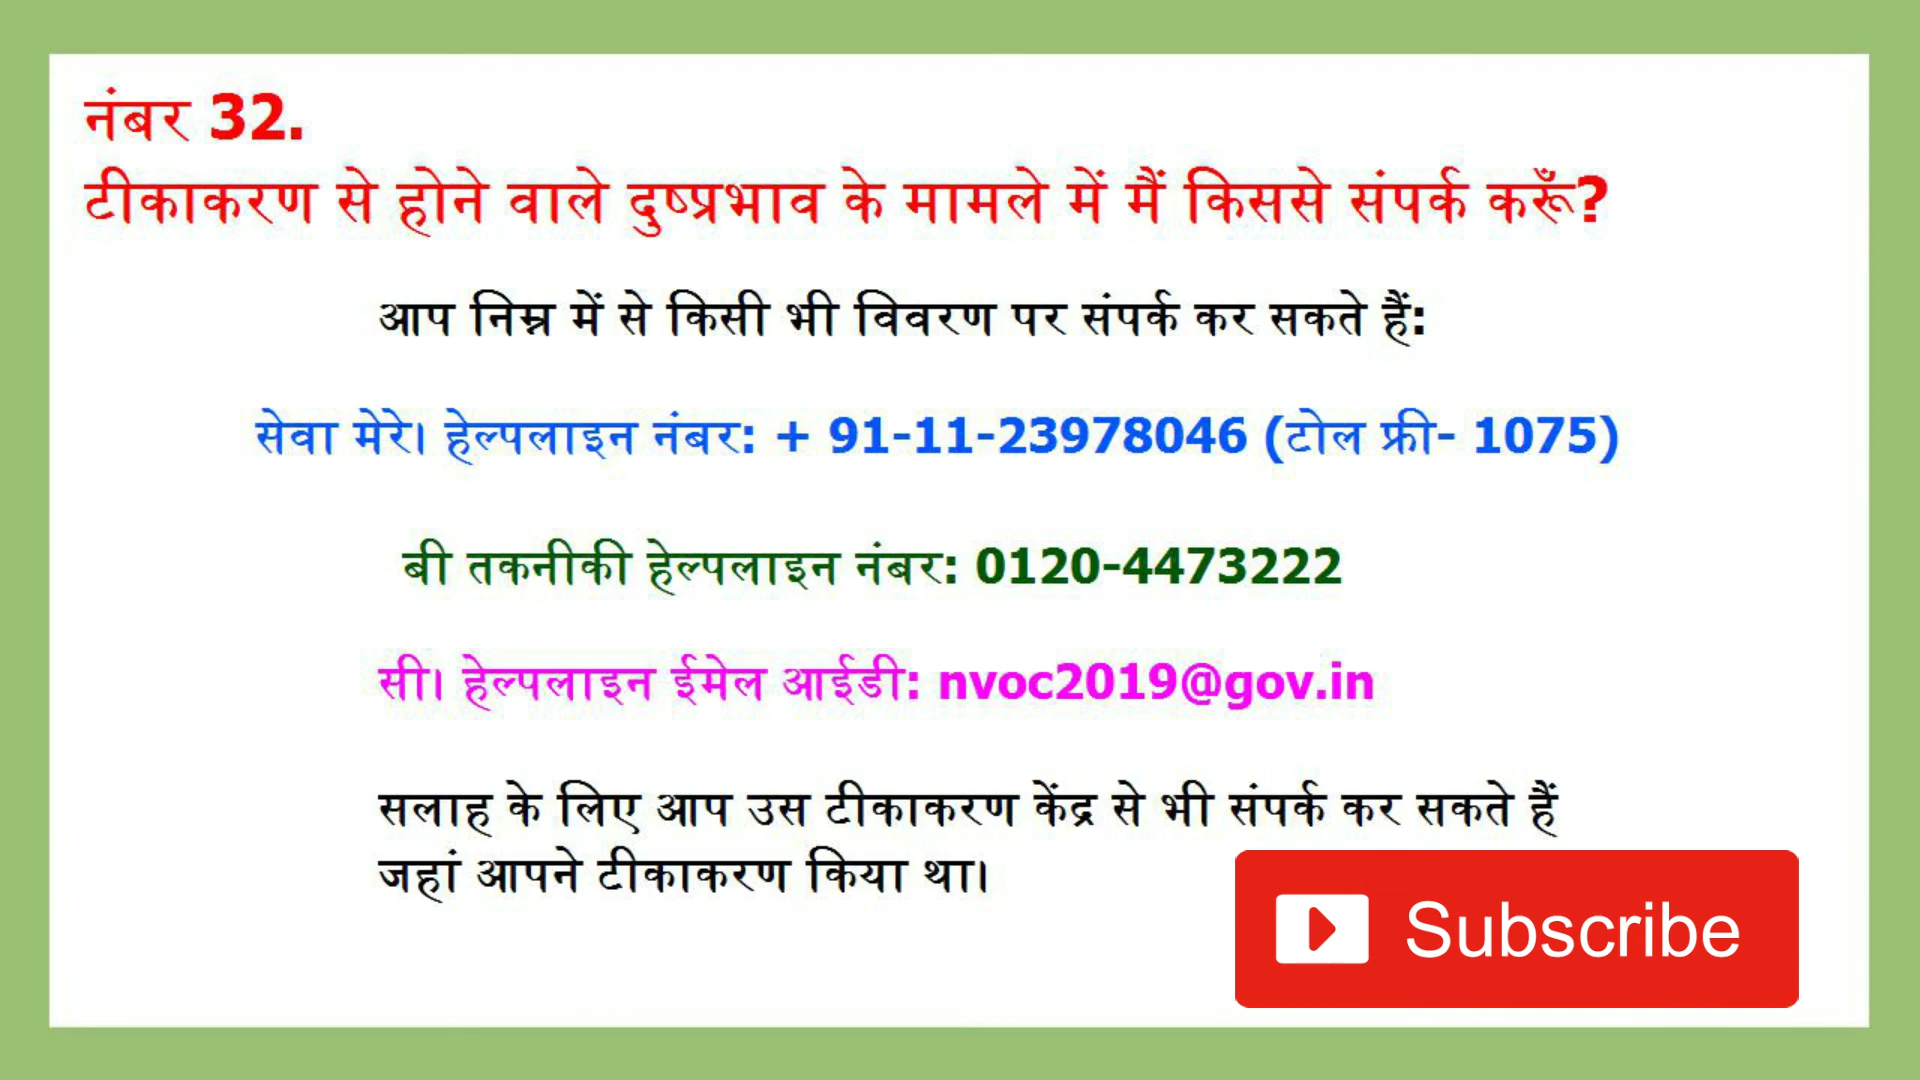 नंबर 32.
टीकाकरण से होने वाले दुष्प्रभाव के मामले में मैं किससे संपर्क करूँ?
आप निम्न में से किसी भी विवरण पर संपर्क कर सकते हैं:
सेवा मेरे। हेल्पलाइन नंबर: + 91-11-23978046 (टोल फ्री- 1075)
बी तकनीकी हेल्पलाइन नंबर: 0120-4473222
सी। हेल्पलाइन ईमेल आईडी: nvoc2019@gov.in
सलाह के लिए आप उस टीकाकरण केंद्र से भी संपर्क कर सकते हैं
जहां आपने टीकाकरण किया था।
Subscribe